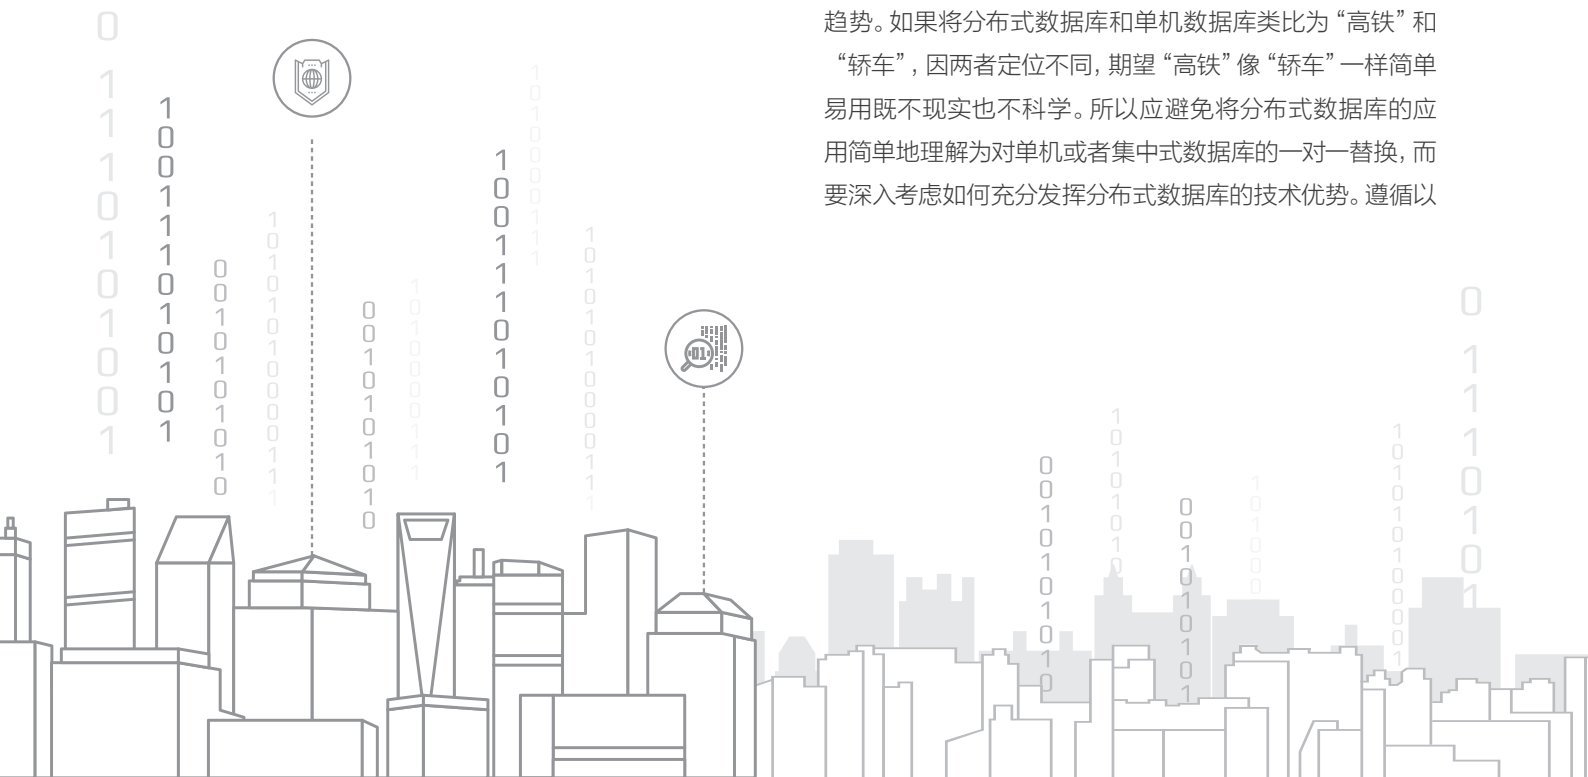 趋势。如果将分布式数据库和单机数据库类比为“高铁”和
“轿车”，因两者定位不同，期望“高铁”像“轿车”一样简单
易用既不现实也不科学。所以应避免将分布式数据库的应
用简单地理解为对单机或者集中式数据库的一对一替换，而
要深入考虑如何充分发挥分布式数据库的技术优势。遵循以
01